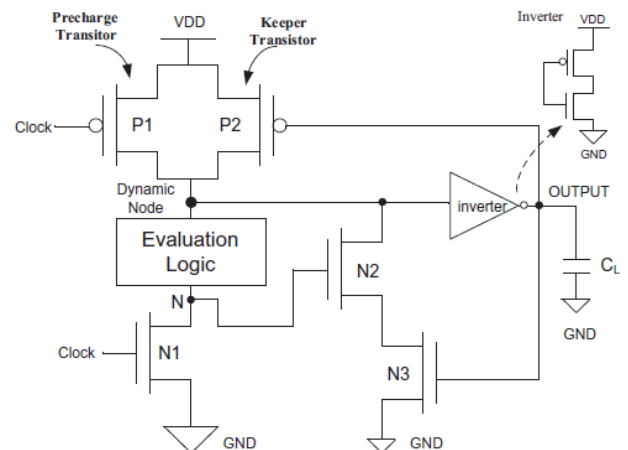 Precharge
Transitor
VDD
Keeper
Transistor
Inverter
VDD
GND
Clock
P1
P2
Dynamic
Node
inverter
OUTPUT
Evaluation
Logic
N2
CL
GND
N
Clock
N1
N3
GND
GND